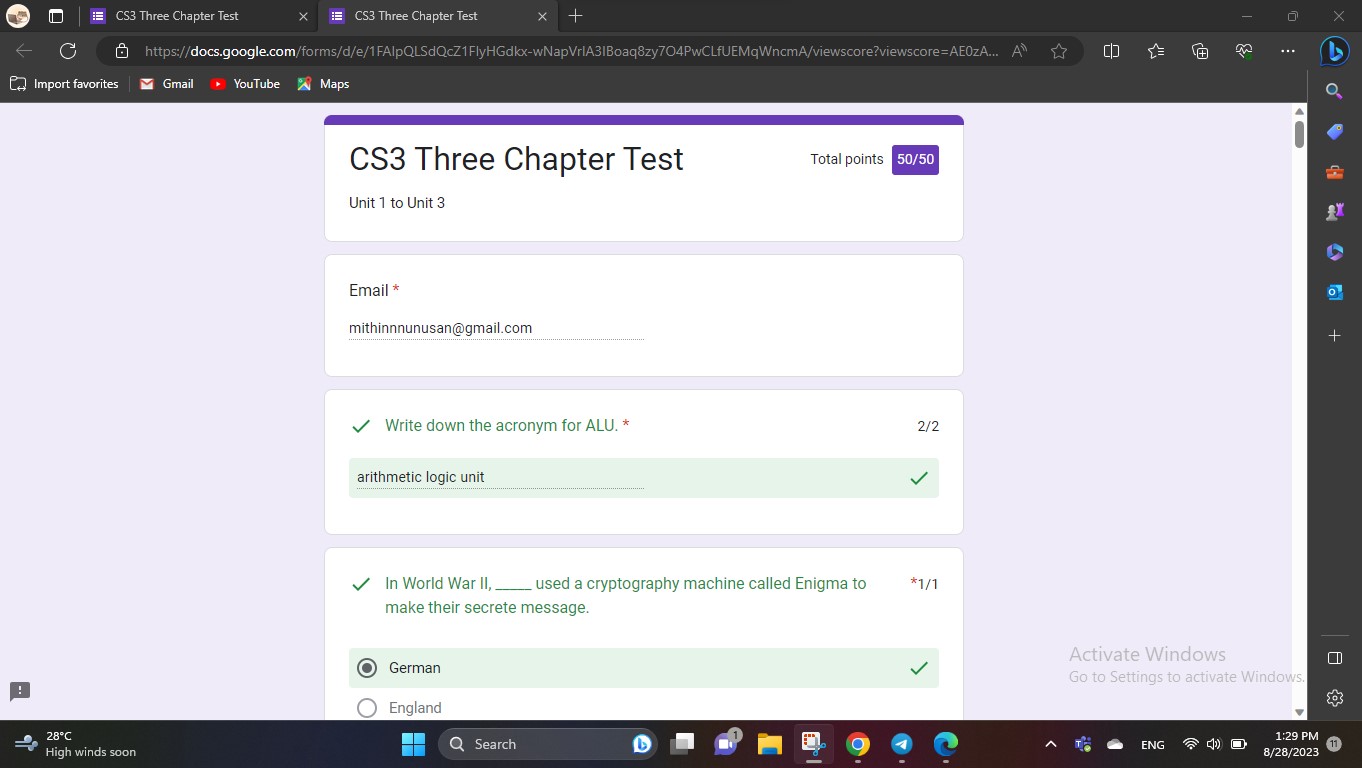 CS3 Three Chapter Test
CS3 Three Chapter Test
https://docs.google.com/forms/d/e/1FAIpQLSdQcZ1FlyHGdkx-wNapVrlA3IBoaq8zy7O4PwCLfUEMqWncmA/viewscore?viewscore=AE0zA...
Import favorites
Gmail
YouTube
Maps
CS3 Three Chapter Test
Total points 50/50
Unit 1 to Unit 3
Email *
mithinnnunusan@gmail.com
Write down the acronym for ALU. *
2/2
arithmetic logic unit
In World War II, _____ used a cryptography machine called Enigma to
*1/1
make their secrete message.
German
England
Activate Windows
Go to Settings to activate Windows.
28°C
High winds soon
Search
1
ENG
1:29 PM
8/28/2023
11